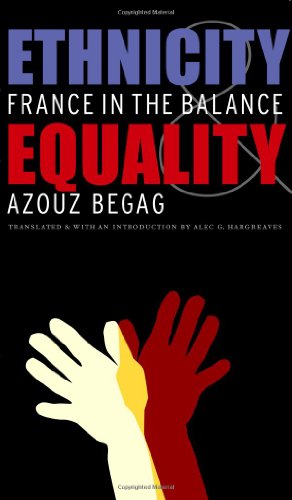 ETHNICITY
&
FRANCE IN THE BALANCE
EQUALITY
AZOUZ BEGAG
TRANSLATED & WITH AN INTRODUCTION BY ALEC G. HARGREAVES